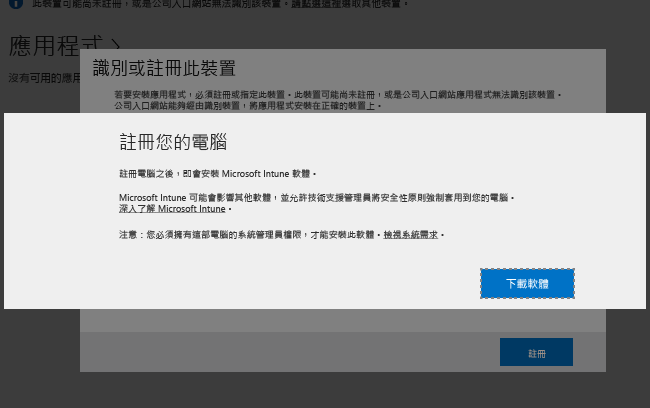 此裝置可能尚未註冊，或是公司入口網站無法識別該裝置。請點選這裡選取其他裝置。
應用程式
沒有可用的應用
識別或註冊此裝置
若要安裝應用程式，必須註冊或指定此裝置。此裝置可能尚未註冊，或是公司入口網站應用程式無法識別該裝置。
公司入口網站能夠經由識別裝置，將應用程式安裝在正確的裝置上。
註冊您的電腦
註冊電腦之後，即會安裝 Microsoft Intune 軟體。
Microsoft Intune 可能會影響其他軟體，並允許技術支援管理員將安全性原則強制套用到您的電腦。
深入了解 Microsoft Intune。
注意：您必須擁有這部電腦的系統管理員權限，才能安裝此軟體。檢視系統需求。
下載軟體
註冊